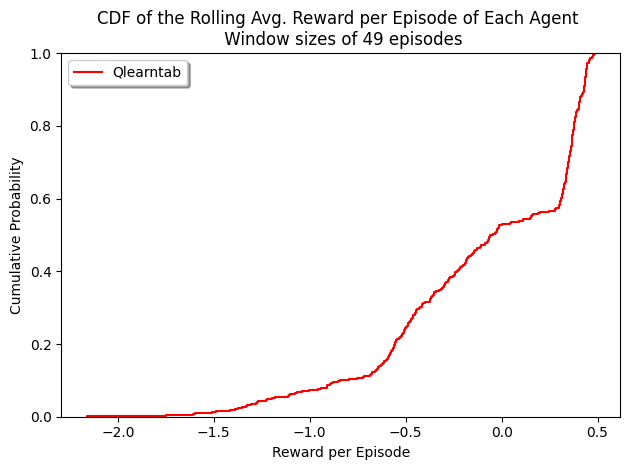 CDF of the Rolling Avg. Reward per Episode of Each Agent
Window sizes of 49 episodes
Qlearntab
1.0
0.8
0.6
0.4
0.2
0.0
Cumulative Probability
−2.0
−1.5
−1.0
−0.5
0.0
0.5
Reward per Episode